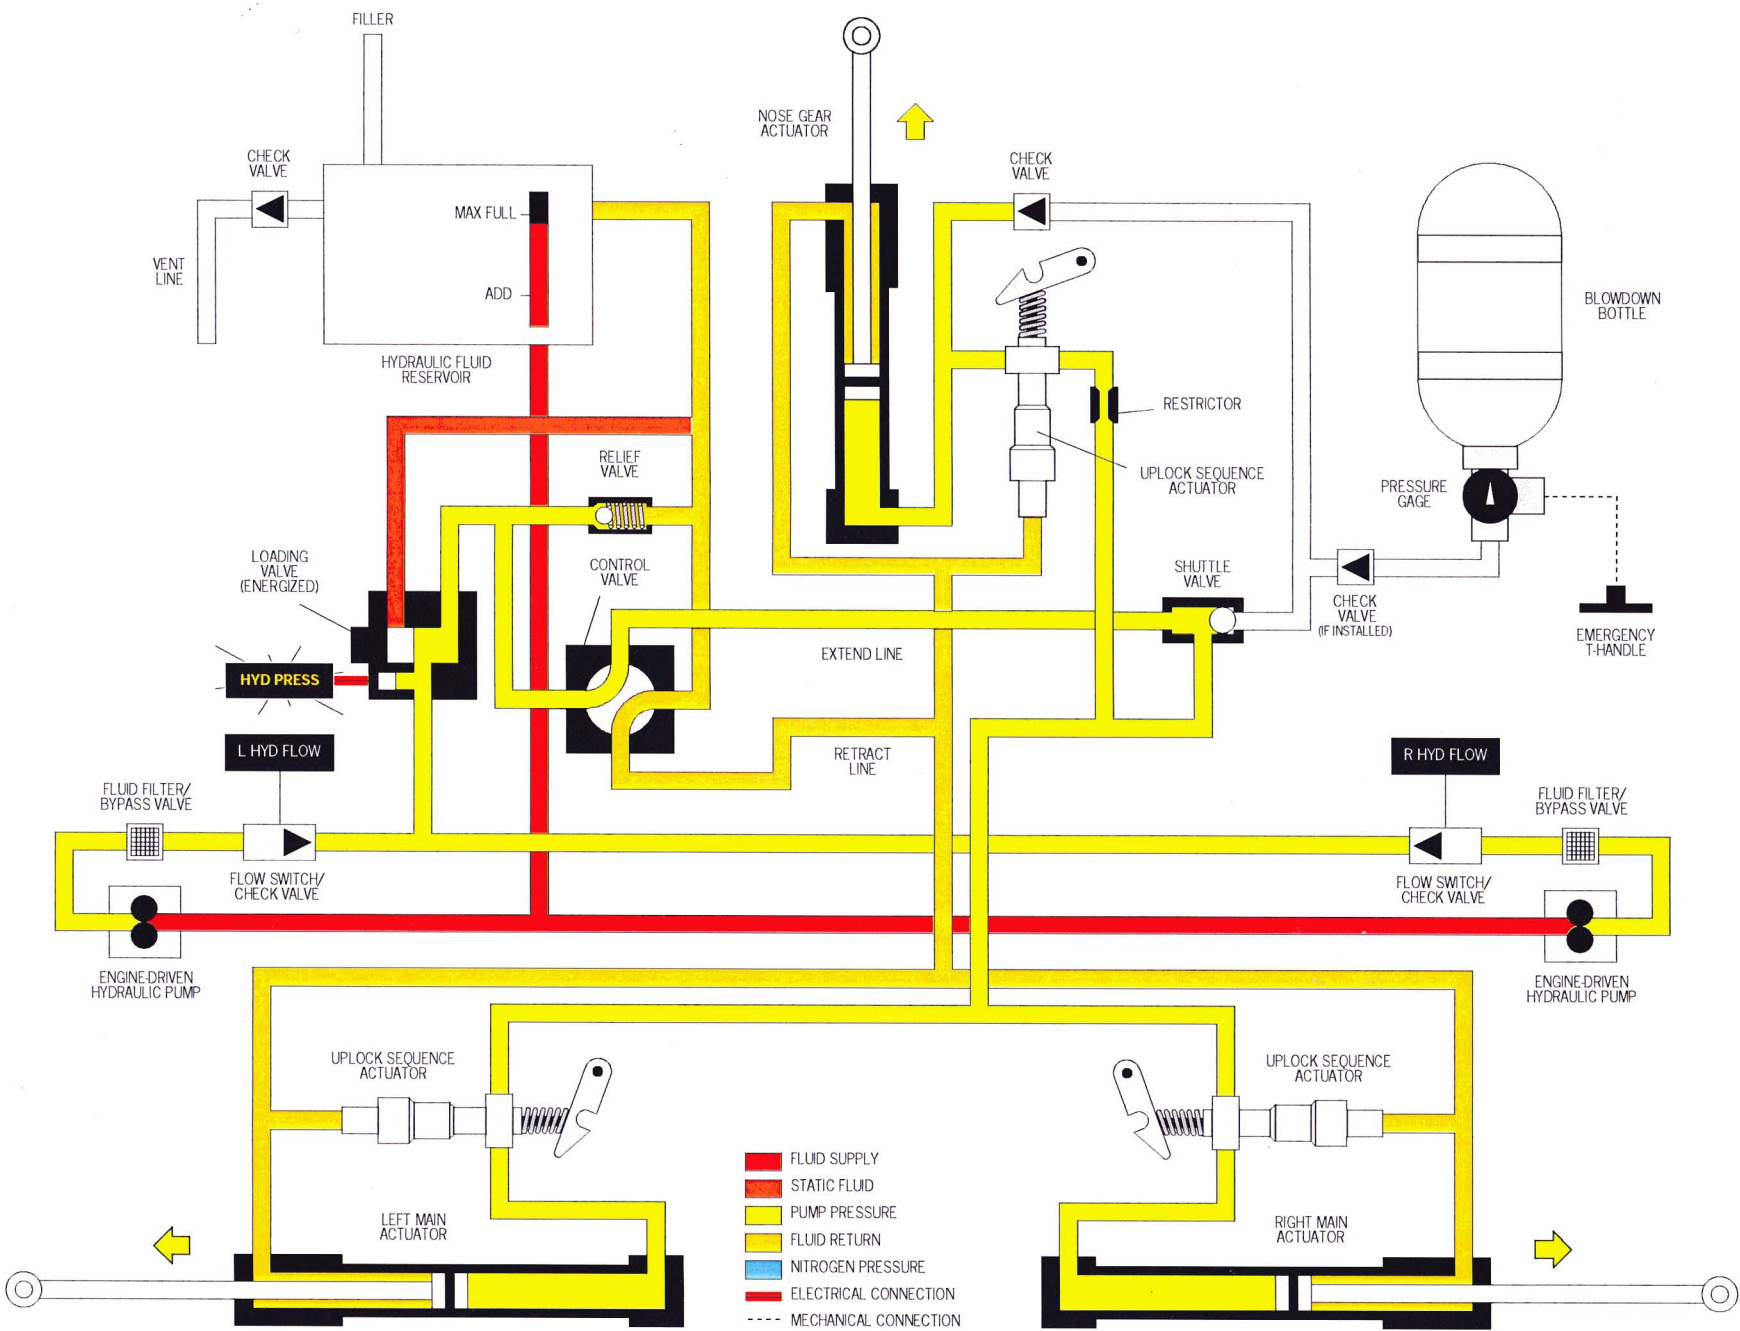 FILLER
NOSE GEAR
ACTUATOR
CHECK
VALVE
CHECK
VALVE
MAX FULL
VENT
LINE
ADD
BLOWDOWN
BOTTLE
HYDRAULIC FLUID
RESERVOIR
RESTRICTOR
RELIEF
VALVE
UPLOCK SEQUENCE
ACTUATOR
PRESSURE
GAGE
LOADING
VALVE
(ENERGIZED)
CONTROL
VALVE
SHUTTLE
VALVE
CHECK
VALVE
(IF INSTALLED)
EMERGENCY
T-HANDLE
EXTEND LINE
HYD PRESS
L HYD FLOW
RETRACT
LINE
R HYD FLOW
FLUID FILTER/
BYPASS VALVE
FLUID FILTER/
BYPASS VALVE
FLOW SWITCH/
CHECK VALVE
FLOW SWITCH/
CHECK VALVE
ENGINE-DRIVEN
HYDRAULIC PUMP
ENGINE-DRIVEN
HYDRAULIC PUMP
UPLOCK SEQUENCE
ACTUATOR
UPLOCK SEQUENCE
ACTUATOR
LEFT MAIN
ACTUATOR
RIGHT MAIN
ACTUATOR
FLUID SUPPLY
STATIC FLUID
PUMP PRESSURE
FLUID RETURN
NITROGEN PRESSURE
ELECTRICAL CONNECTION
MECHANICAL CONNECTION